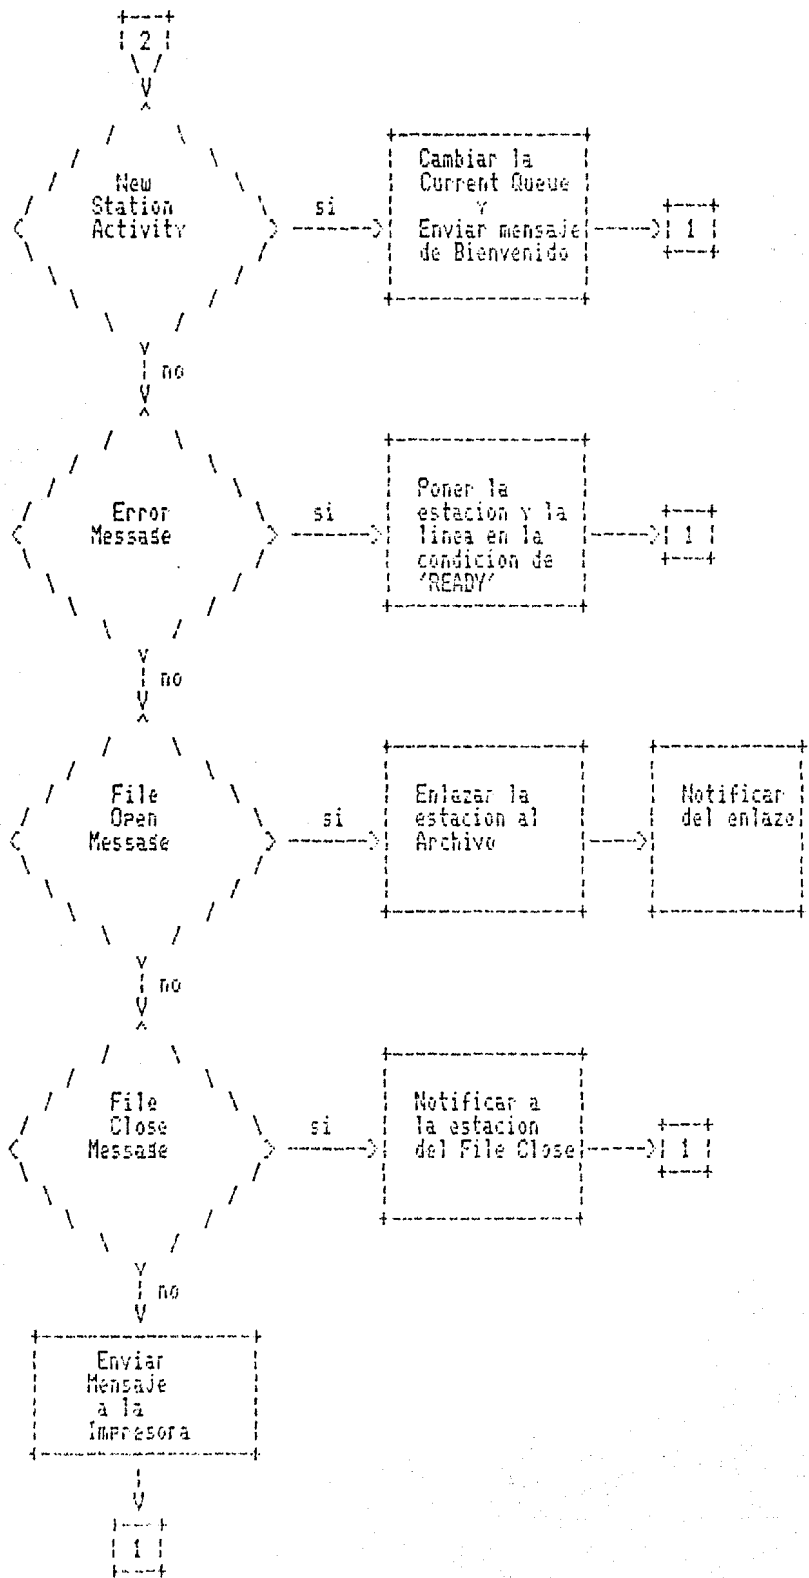 2
New
Station
Activity
si
Cambiar la
Current Queue
y
Enviar mensaje
de Bienvenido
1
no
Error
Message
si
Poner la
estacion y la
linea en la
condicion de
'READY'
1
no
File
Open
Message
si
Enlazar la
estacion al
Archivo
Notificar
del enlaze
no
File
Close
Message
si
Notificar a
la estacion
del File Close
1
no
Enviar
Mensaje
a la
Impresora
1